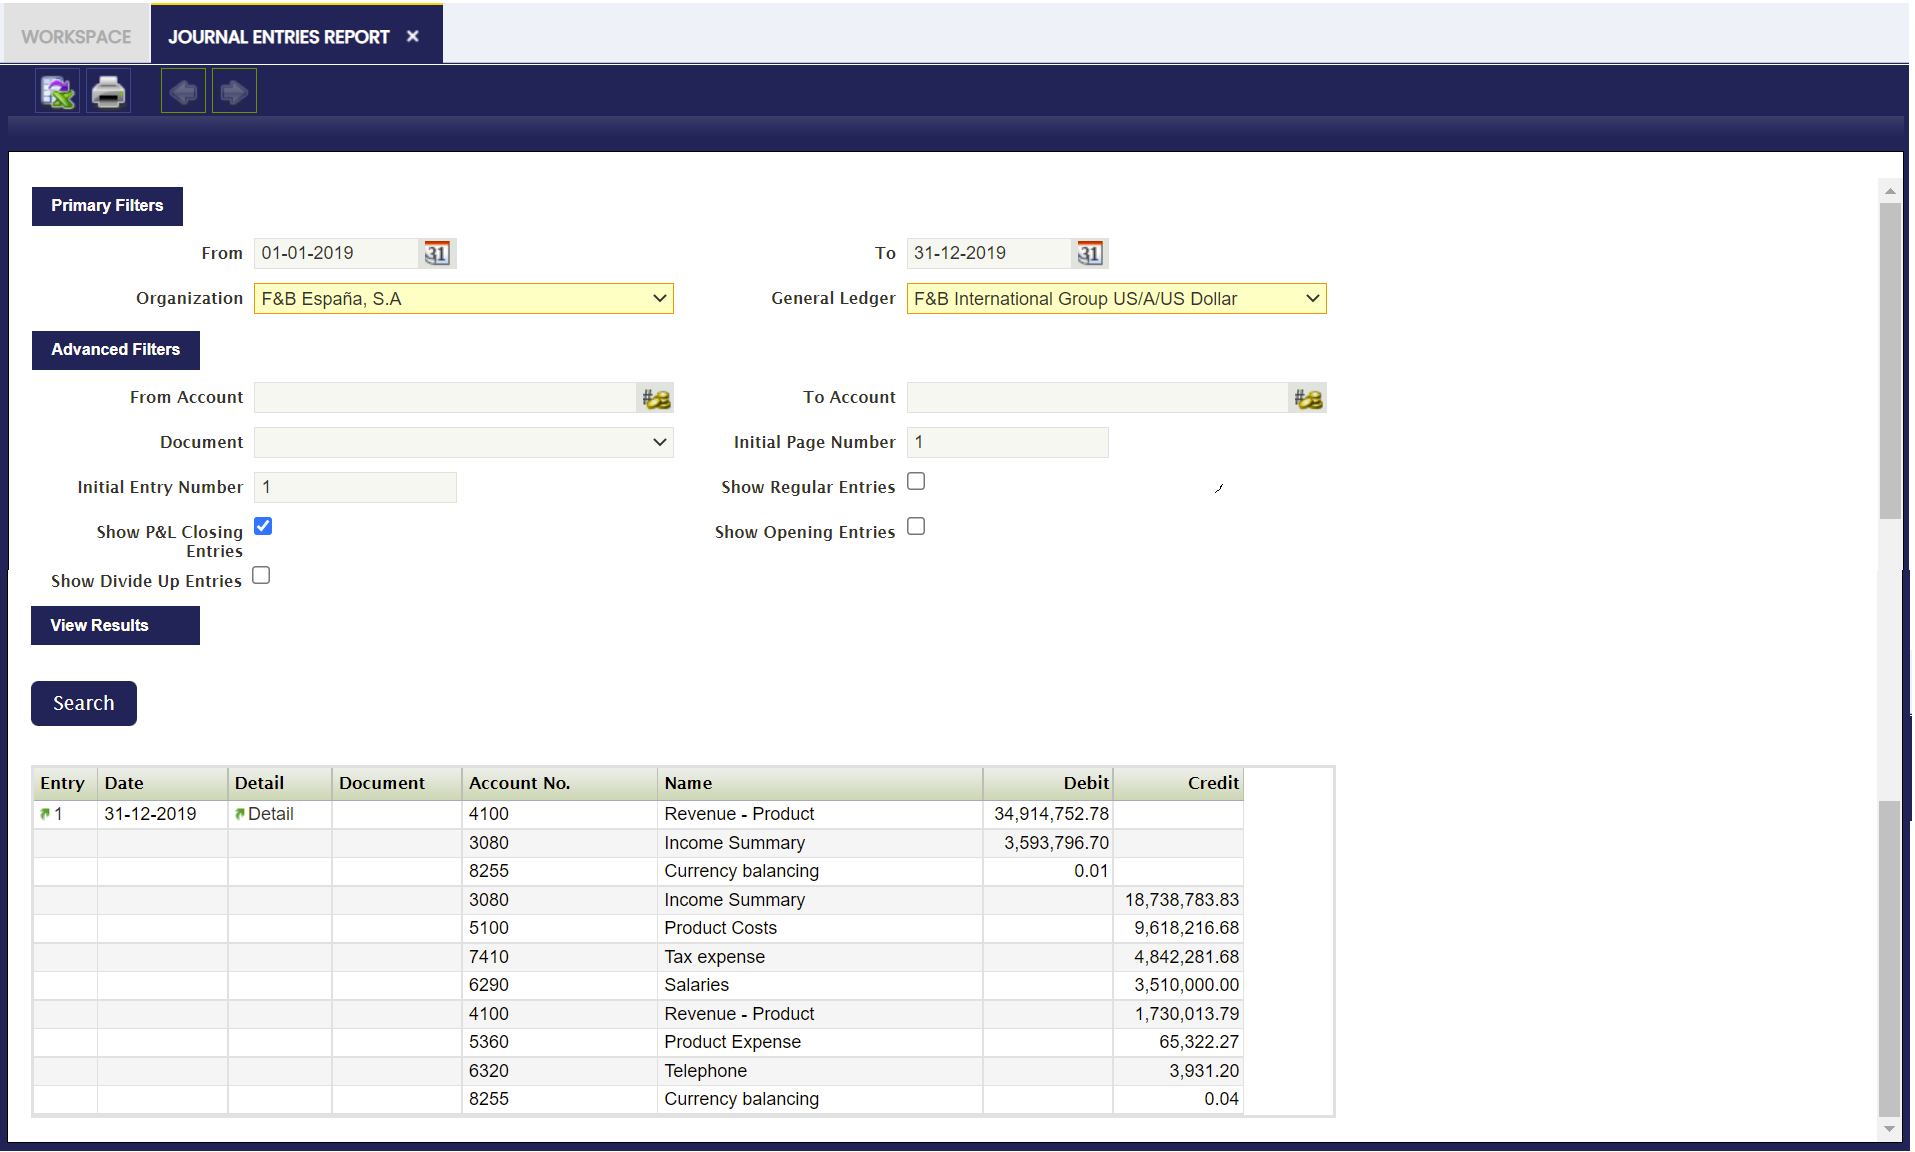 WORKSPACE JOURNAL ENTRIES REPORT ×
Primary Filters
From 01-01-2019 31 To 31-12-2019 31
Organization F&B España, S.A General Ledger F&B International Group US/A/US Dollar
Advanced Filters
From Account # To Account #
Document Initial Page Number 1
Initial Entry Number 1 Show Regular Entries
Show P&L Closing Entries Show Opening Entries
Show Divide Up Entries
View Results
Search
Entry Date Detail Document Account No. Name Debit Credit
1 31-12-2019 Detail 4100 Revenue - Product 34,914,752.78
3080 Income Summary 3,593,796.70
8255 Currency balancing 0.01
3080 Income Summary 18,738,783.83
5100 Product Costs 9,618,216.68
7410 Tax expense 4,842,281.68
6290 Salaries 3,510,000.00
4100 Revenue - Product 1,730,013.79
5360 Product Expense 65,322.27
6320 Telephone 3,931.20
8255 Currency balancing 0.04